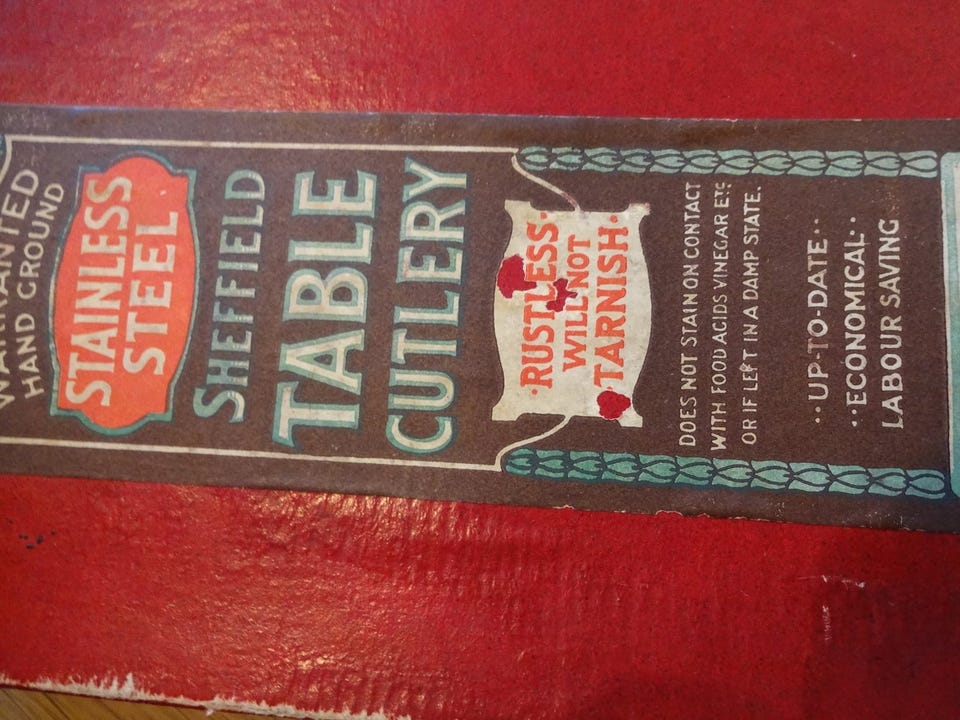 WARRANTED
HAND GROUND
STAINLESS
STEEL
SHEFFIELD
TABLE
CUTLERY
·RUSTLESS·
WILL NOT
·TARNISH·
DOES NOT STAIN ON CONTACT
WITH FOOD ACIDS VINEGAR ETC
OR IF LEFT IN A DAMP STATE.
··UP-TO-DATE··
··ECONOMICAL··
LABOUR SAVING